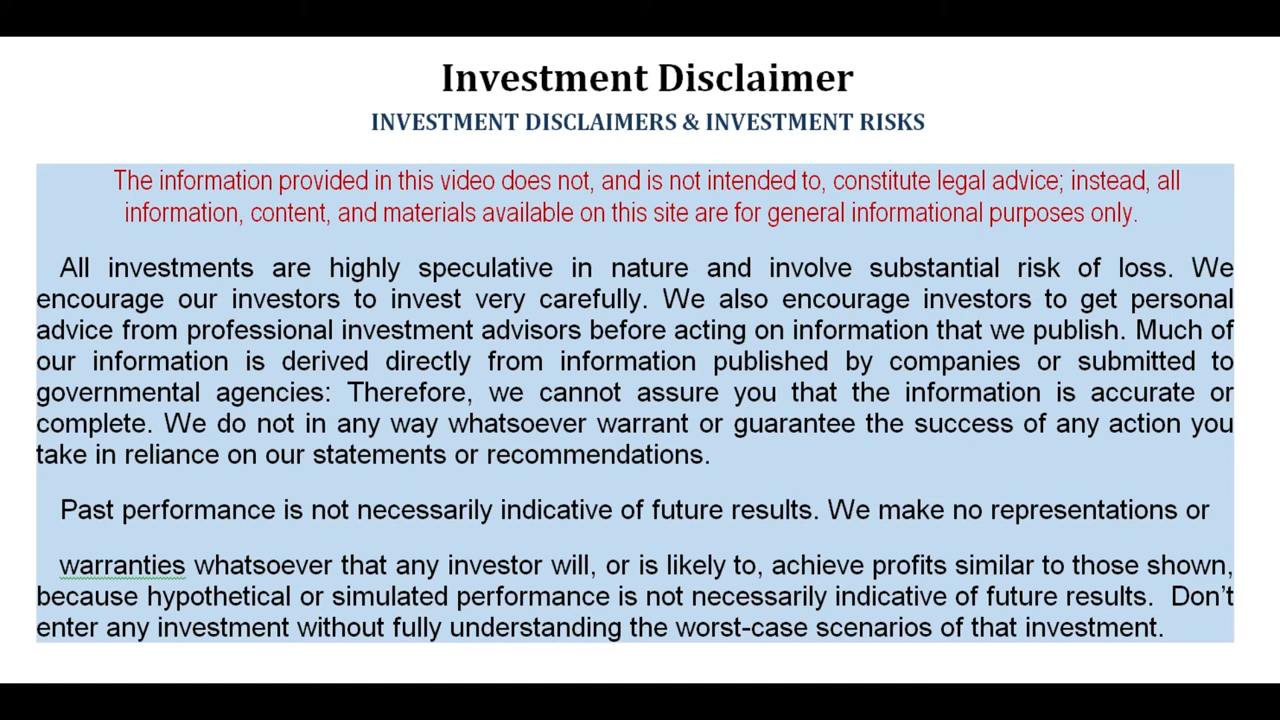 Investment Disclaimer
INVESTMENT DISCLAIMERS & INVESTMENT RISKS
The information provided in this video does not, and is not intended to, constitute legal advice; instead, all
information, content, and materials available on this site are for general informational purposes only.
All investments are highly speculative in nature and involve substantial risk of loss. We
encourage our investors to invest very carefully. We also encourage investors to get personal
advice from professional investment advisors before acting on information that we publish. Much of
our information is derived directly from information published by companies or submitted to
governmental agencies: Therefore, we cannot assure you that the information is accurate or
complete. We do not in any way whatsoever warrant or guarantee the success of any action you
take in reliance on our statements or recommendations.
Past performance is not necessarily indicative of future results. We make no representations or
warranties whatsoever that any investor will, or is likely to, achieve profits similar to those shown,
because hypothetical or simulated performance is not necessarily indicative of future results. Don’t
enter any investment without fully understanding the worst-case scenarios of that investment.